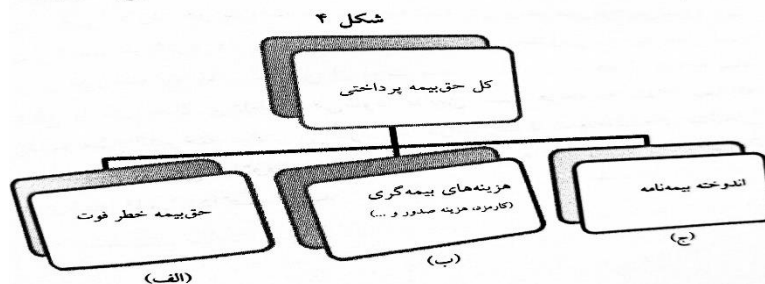 شکل ۴
کل حق‌بیمه پرداختی
اندوخته بیمه‌نامه
(ج)
هزینه‌های بیمه‌گری
(کارمزد، هزینه صدور و ...)
(ب)
حق‌بیمه خطر فوت
(الف)